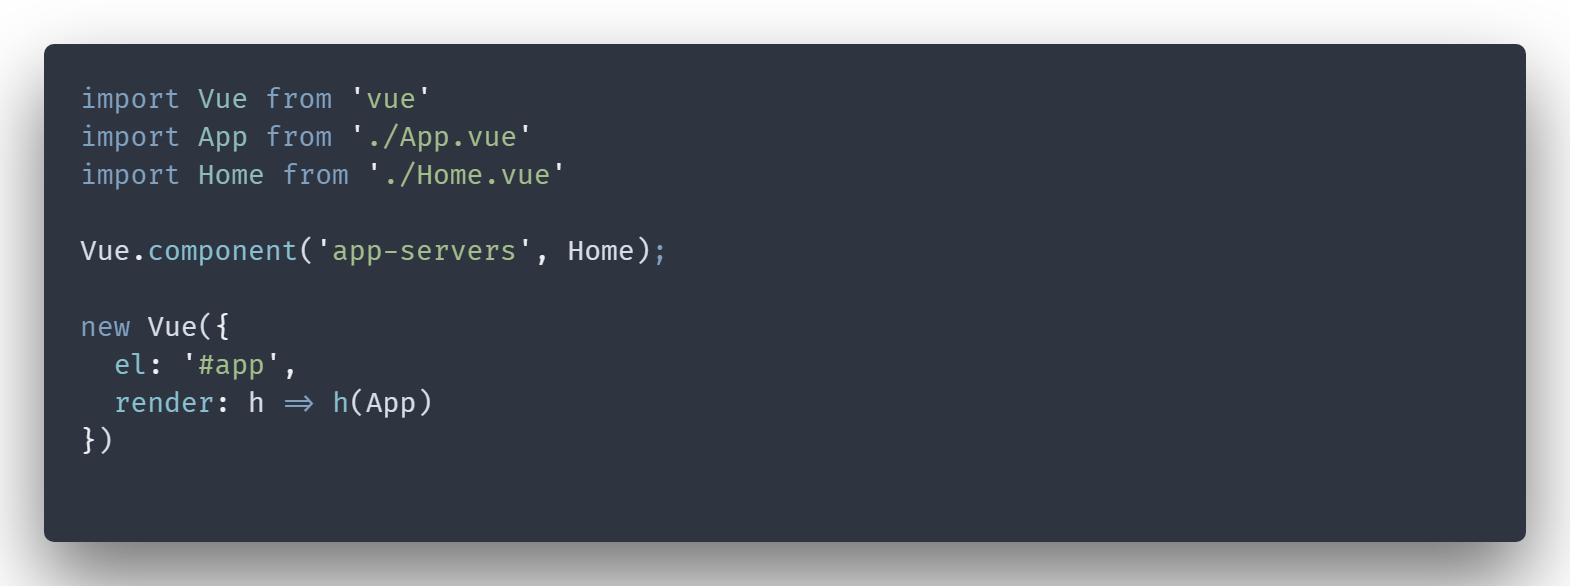 import Vue from 'vue'
import App from './App.vue'
import Home from './Home.vue'

Vue.component('app-servers', Home);

new Vue({
  el: '#app',
  render: h => h(App)
})